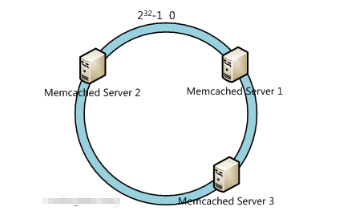 2³²-1  0
Memcached Server 2
Memcached Server 1
Memcached Server 3